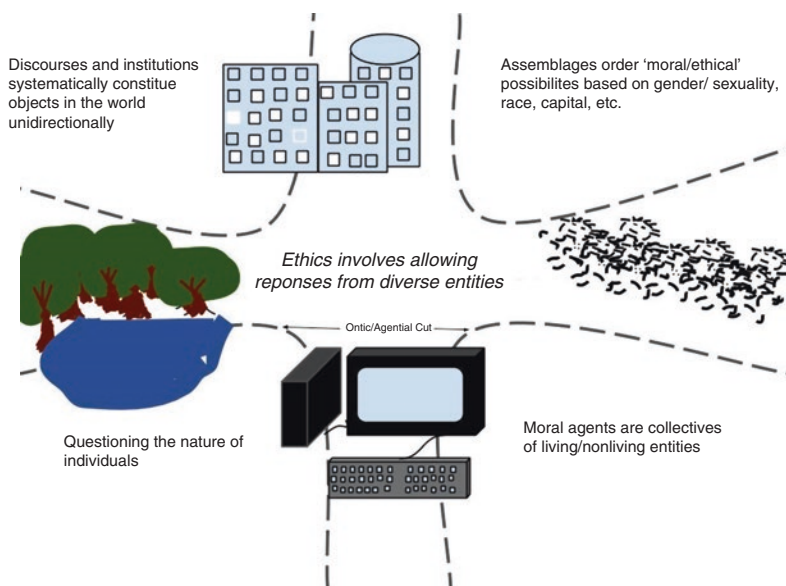 Discourses and institutions
systematically constitue
objects in the world
unidirectionally
Assemblages order ‘moral/ethical’
possibilites based on gender/ sexuality,
race, capital, etc.
Ethics involves allowing
reponses from diverse entities
Ontic/Agential Cut
Questioning the nature of
individuals
Moral agents are collectives
of living/nonliving entities